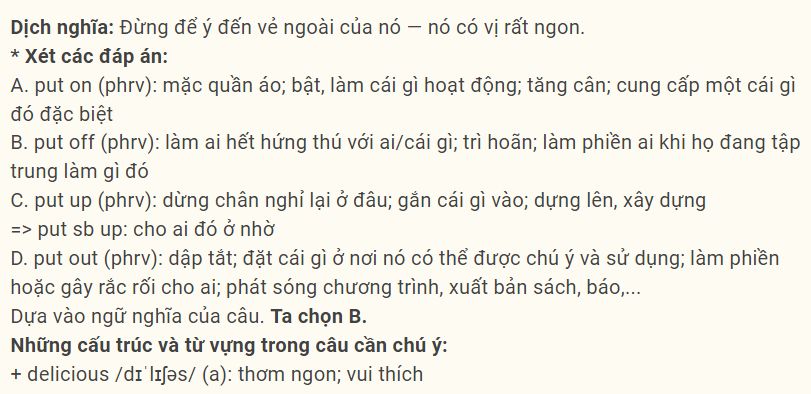 Dịch nghĩa: Đừng để ý đến vẻ ngoài của nó — nó có vị rất ngon.
* Xét các đáp án:
A. put on (phrv): mặc quần áo; bật, làm cái gì hoạt động; tăng cân; cung cấp một cái gì
đó đặc biệt
B. put off (phrv): làm ai hết hứng thú với ai/cái gì; trì hoãn; làm phiền ai khi họ đang tập
trung làm gì đó
C. put up (phrv): dừng chân nghỉ lại ở đâu; gắn cái gì vào; dựng lên, xây dựng
=> put sb up: cho ai đó ở nhờ
D. put out (phrv): dập tắt; đặt cái gì ở nơi nó có thể được chú ý và sử dụng; làm phiền
hoặc gây rắc rối cho ai; phát sóng chương trình, xuất bản sách, báo,...
Dựa vào ngữ nghĩa của câu. Ta chọn B.
Những cấu trúc và từ vựng trong câu cần chú ý:
+ delicious /dɪˈlɪʃəs/ (a): thơm ngon; vui thích